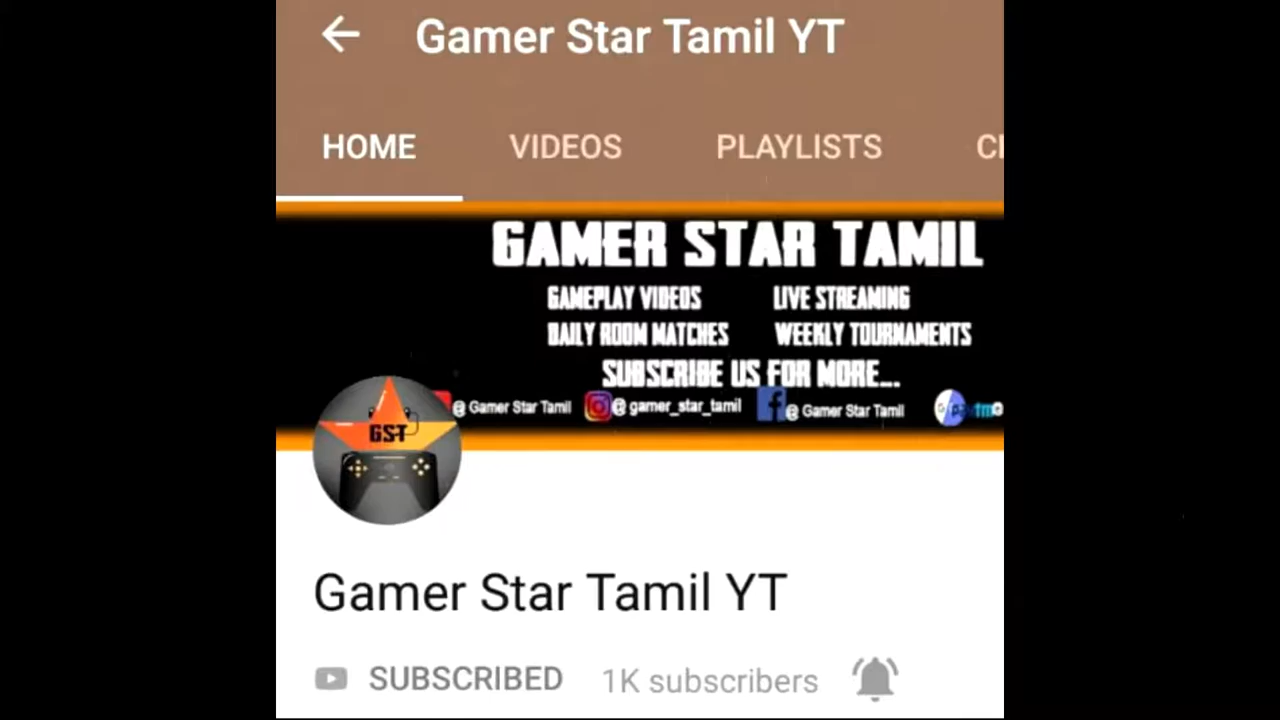 Gamer Star Tamil YT
HOME VIDEOS PLAYLISTS
GAMER STAR TAMIL
GAMEPLAY VIDEOS LIVE STREAMING
DAILY ROOM MATCHES WEEKLY TOURNAMENTS
SUBSCRIBE US FOR MORE...
@ Gamer Star Tamil @ gamer_star_tamil @ Gamer Star Tamil
GST
Gamer Star Tamil YT
SUBSCRIBED 1K subscribers